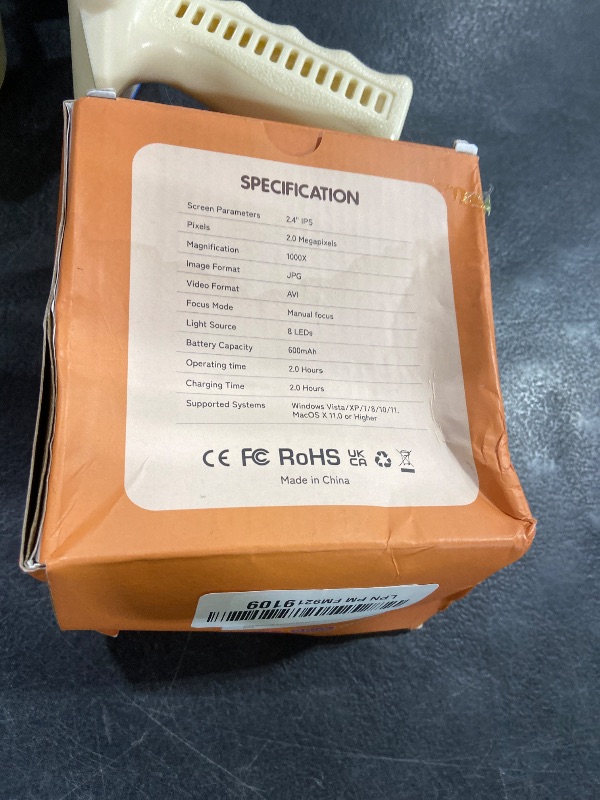 SPECIFICATION
Screen Parameters 2.4" IPS
Pixels 2.0 Megapixels
Magnification 1000X
Image Format JPG
Video Format AVI
Focus Mode Manual focus
Light Source 8 LEDs
Battery Capacity 600mAh
Operating time 2.0 Hours
Charging Time 2.0 Hours
Supported Systems Windows Vista/XP/7/8/10/11.
MacOS X 11.0 or Higher
CE FC RoHS UK
CA
Made in China
LPN PM FM9219109